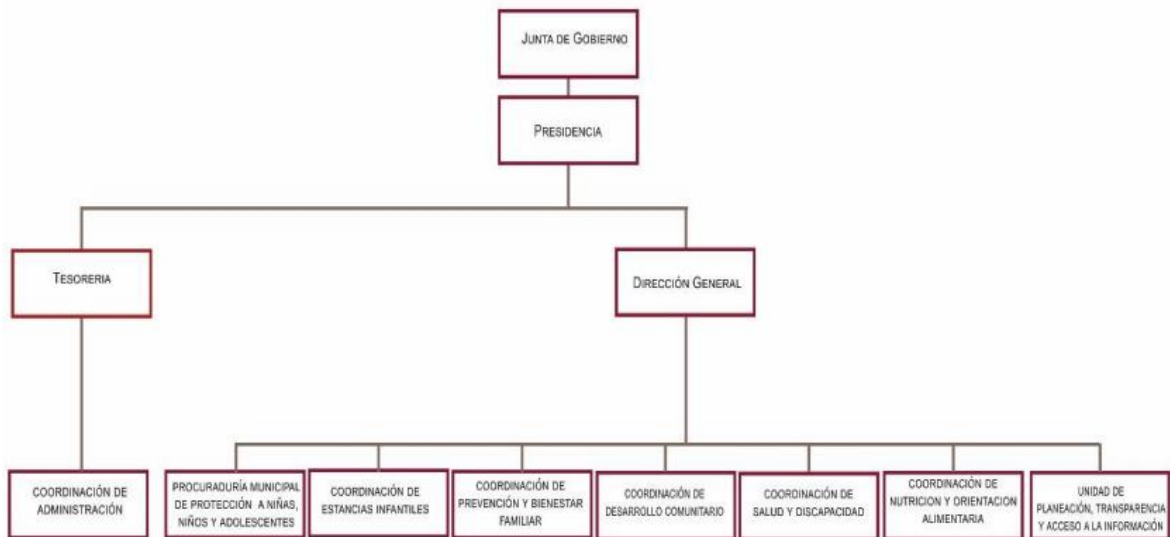 JUNTA DE GOBIERNO
PRESIDENCIA
TESORERIA
DIRECCIÓN GENERAL
COORDINACIÓN DE
ADMINISTRACIÓN
PROCURADURÍA MUNICIPAL
DE PROTECCIÓN A NIÑAS,
NIÑOS Y ADOLESCENTES
COORDINACIÓN DE
ESTANCIAS INFANTILES
COORDINACIÓN DE
PREVENCIÓN Y BIENESTAR
FAMILIAR
COORDINACIÓN DE
DESARROLLO COMUNITARIO
COORDINACIÓN DE
SALUD Y DISCAPACIDAD
COORDINACIÓN DE
NUTRICION Y ORIENTACION
ALIMENTARIA
UNIDAD DE
PLANEACIÓN, TRANSPARENCIA
Y ACCESO A LA INFORMACIÓN